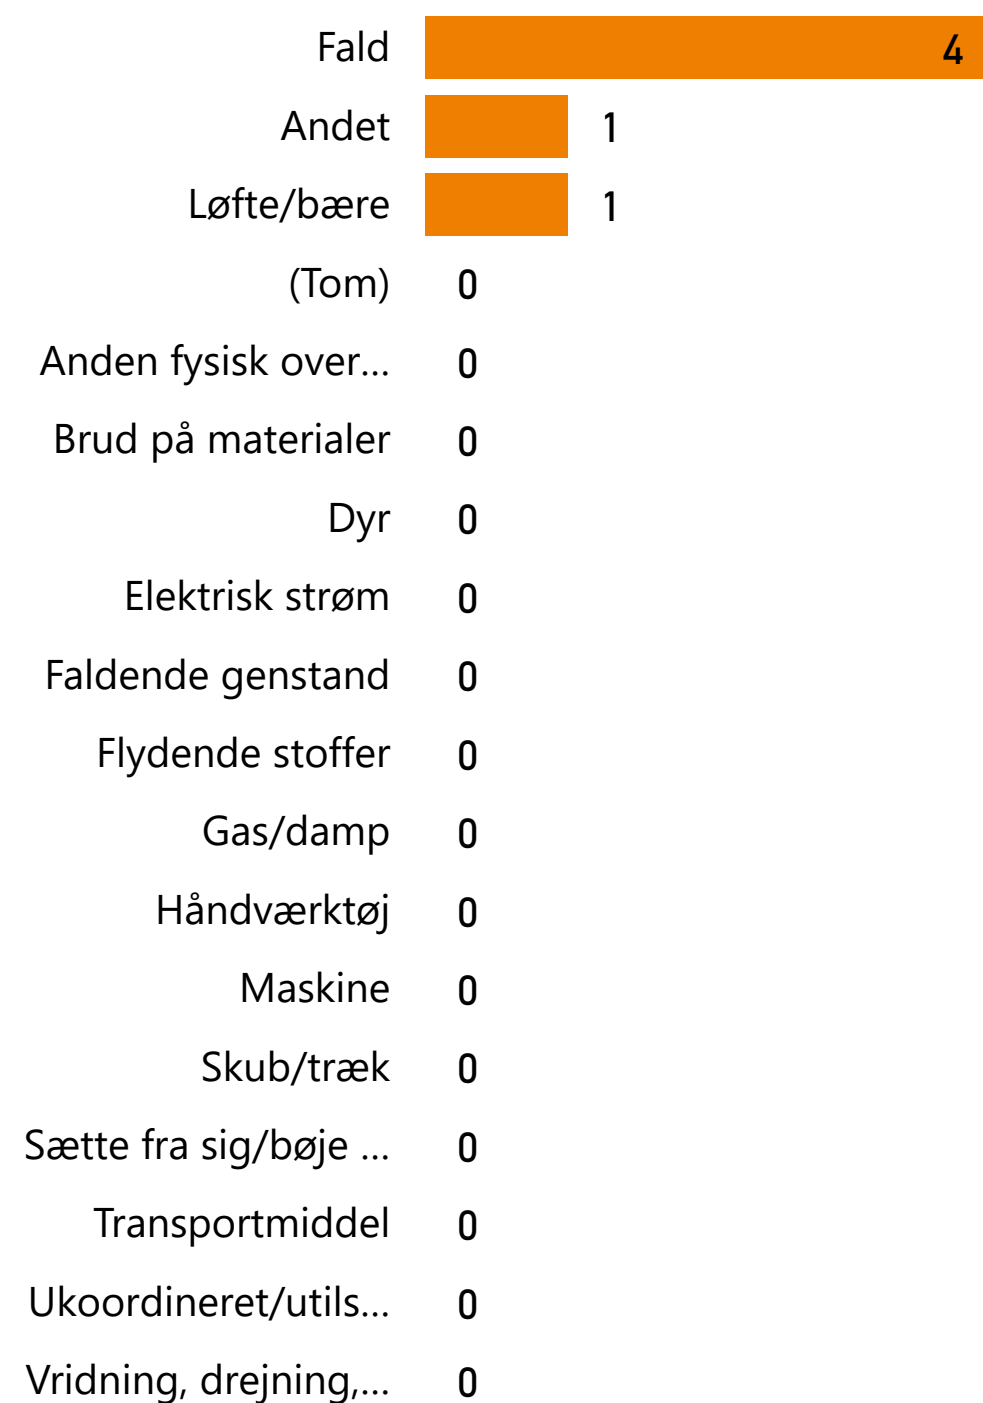 Fald 4
Andet 1
Løfte/bære 1
(Tom) 0
Anden fysisk over... 0
Brud på materialer 0
Dyr 0
Elektrisk strøm 0
Faldende genstand 0
Flydende stoffer 0
Gas/damp 0
Håndværktøj 0
Maskine 0
Skub/træk 0
Sætte fra sig/bøje ... 0
Transportmiddel 0
Ukoordineret/utils... 0
Vridning, drejning,... 0